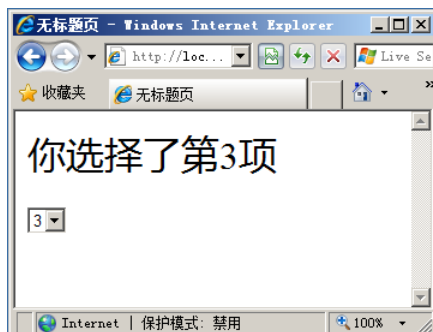 无标题页 - Windows Internet Explorer
http://loc...
Live Se
收藏夹
无标题页
»
你选择了第3项
3
Internet | 保护模式: 禁用
100%